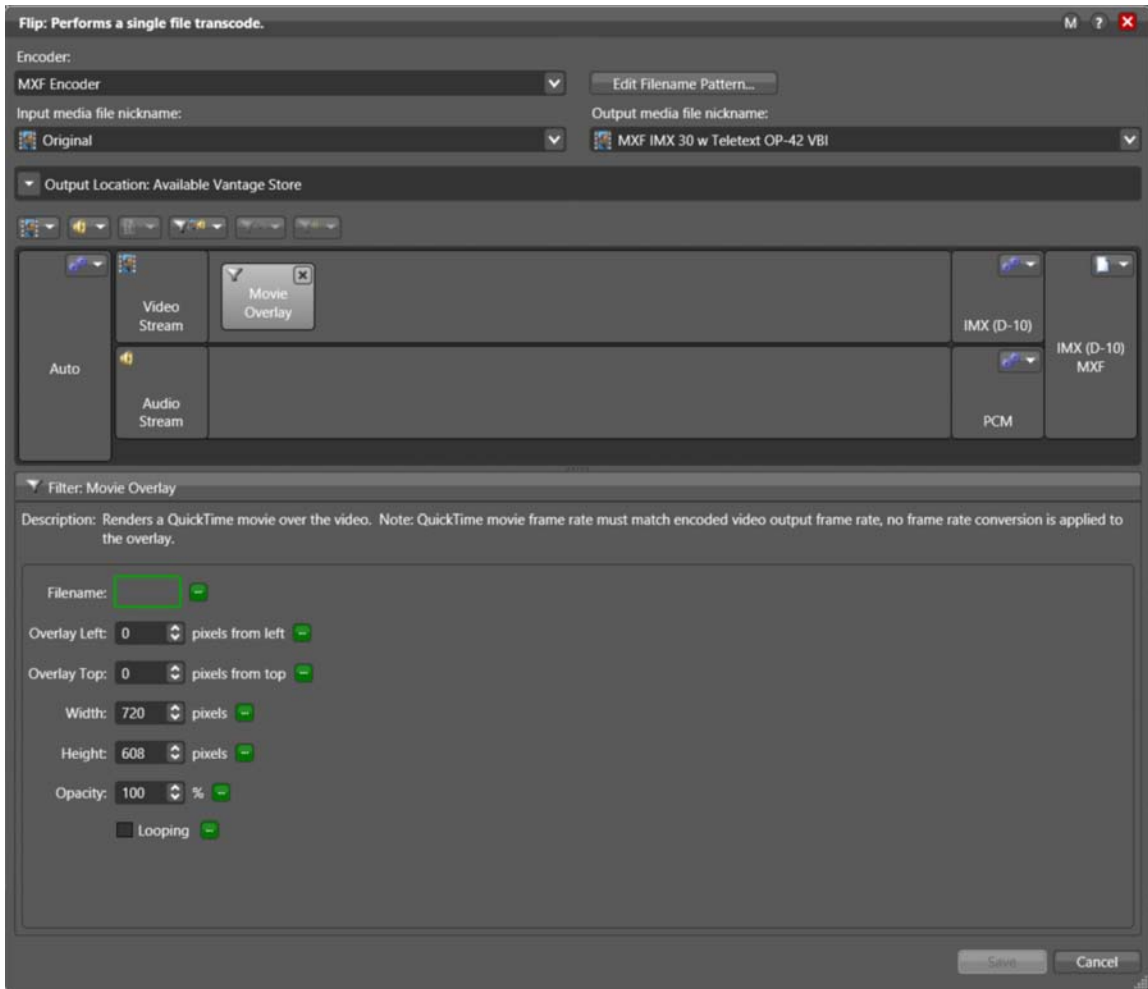 Flip: Performs a single file transcode.
M ?
Encoder:
MXF Encoder
Edit Filename Pattern...
Input media file nickname:
Output media file nickname:
Original
MXF IMX 30 w Teletext OP-42 VBI
Output Location: Available Vantage Store
Auto
Video
Stream
Movie
Overlay
IMX (D-10)
IMX (D-10)
MXF
Audio
Stream
PCM
Filter: Movie Overlay
Description: Renders a QuickTime movie over the video. Note: QuickTime movie frame rate must match encoded video output frame rate, no frame rate conversion is applied to
the overlay.
Filename:
Overlay Left: 0 pixels from left
Overlay Top: 0 pixels from top
Width: 720 pixels
Height: 608 pixels
Opacity: 100 %
Looping
Save
Cancel